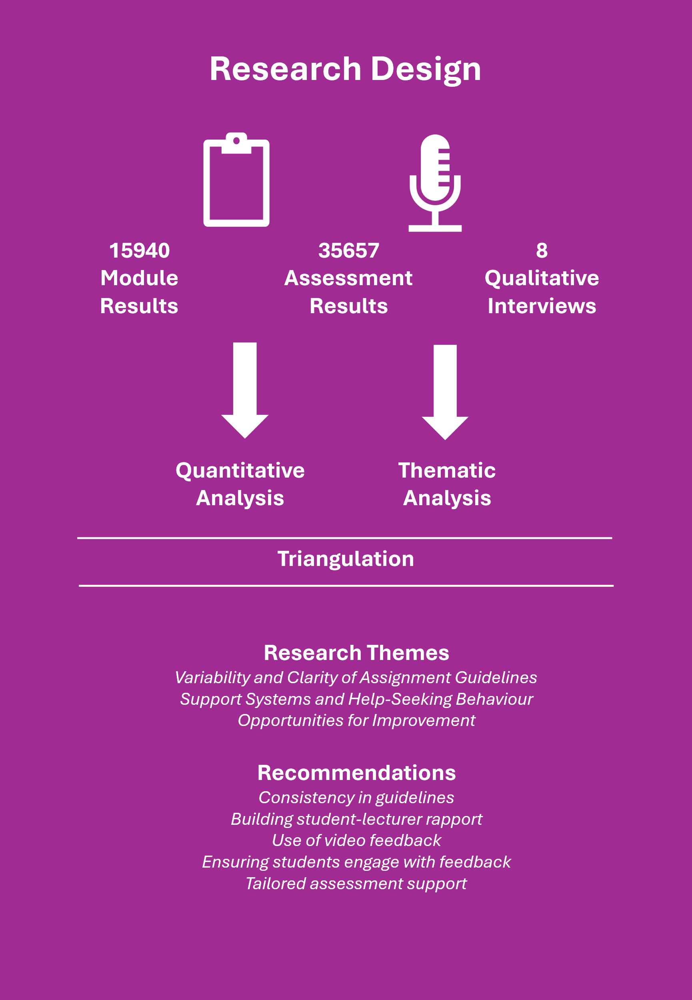 Research Design
15940
Module
Results
35657
Assessment
Results
8
Qualitative
Interviews
Quantitative
Analysis
Thematic
Analysis
Triangulation
Research Themes
Variability and Clarity of Assignment Guidelines
Support Systems and Help-Seeking Behaviour
Opportunities for Improvement
Recommendations
Consistency in guidelines
Building student-lecturer rapport
Use of video feedback
Ensuring students engage with feedback
Tailored assessment support